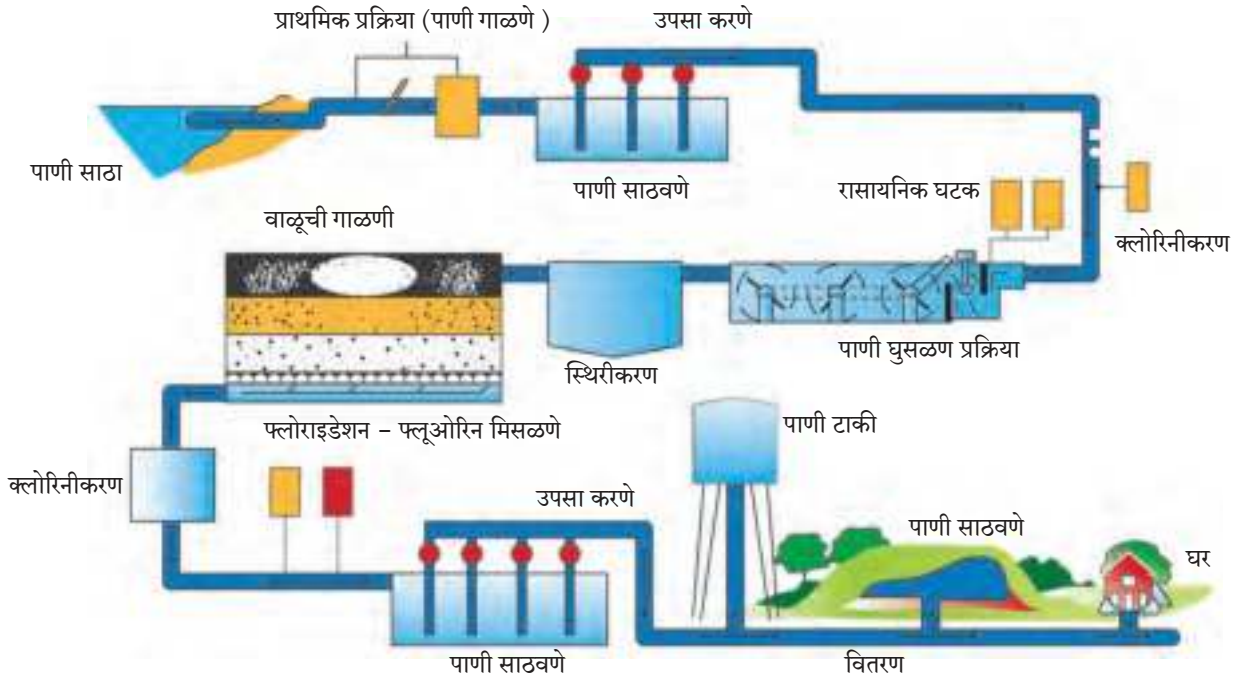 प्राथमिक प्रक्रिया (पाणी गाळणे )
उपसा करणे
पाणी साठा
पाणी साठवणे
रासायनिक घटक
क्लोरिनीकरण
वाळूची गाळणी
स्थिरीकरण
पाणी घुसळण प्रक्रिया
फ्लोराइडेशन – फ्लूओरिन मिसळणे
पाणी टाकी
क्लोरिनीकरण
उपसा करणे
पाणी साठवणे
घर
पाणी साठवणे
वितरण